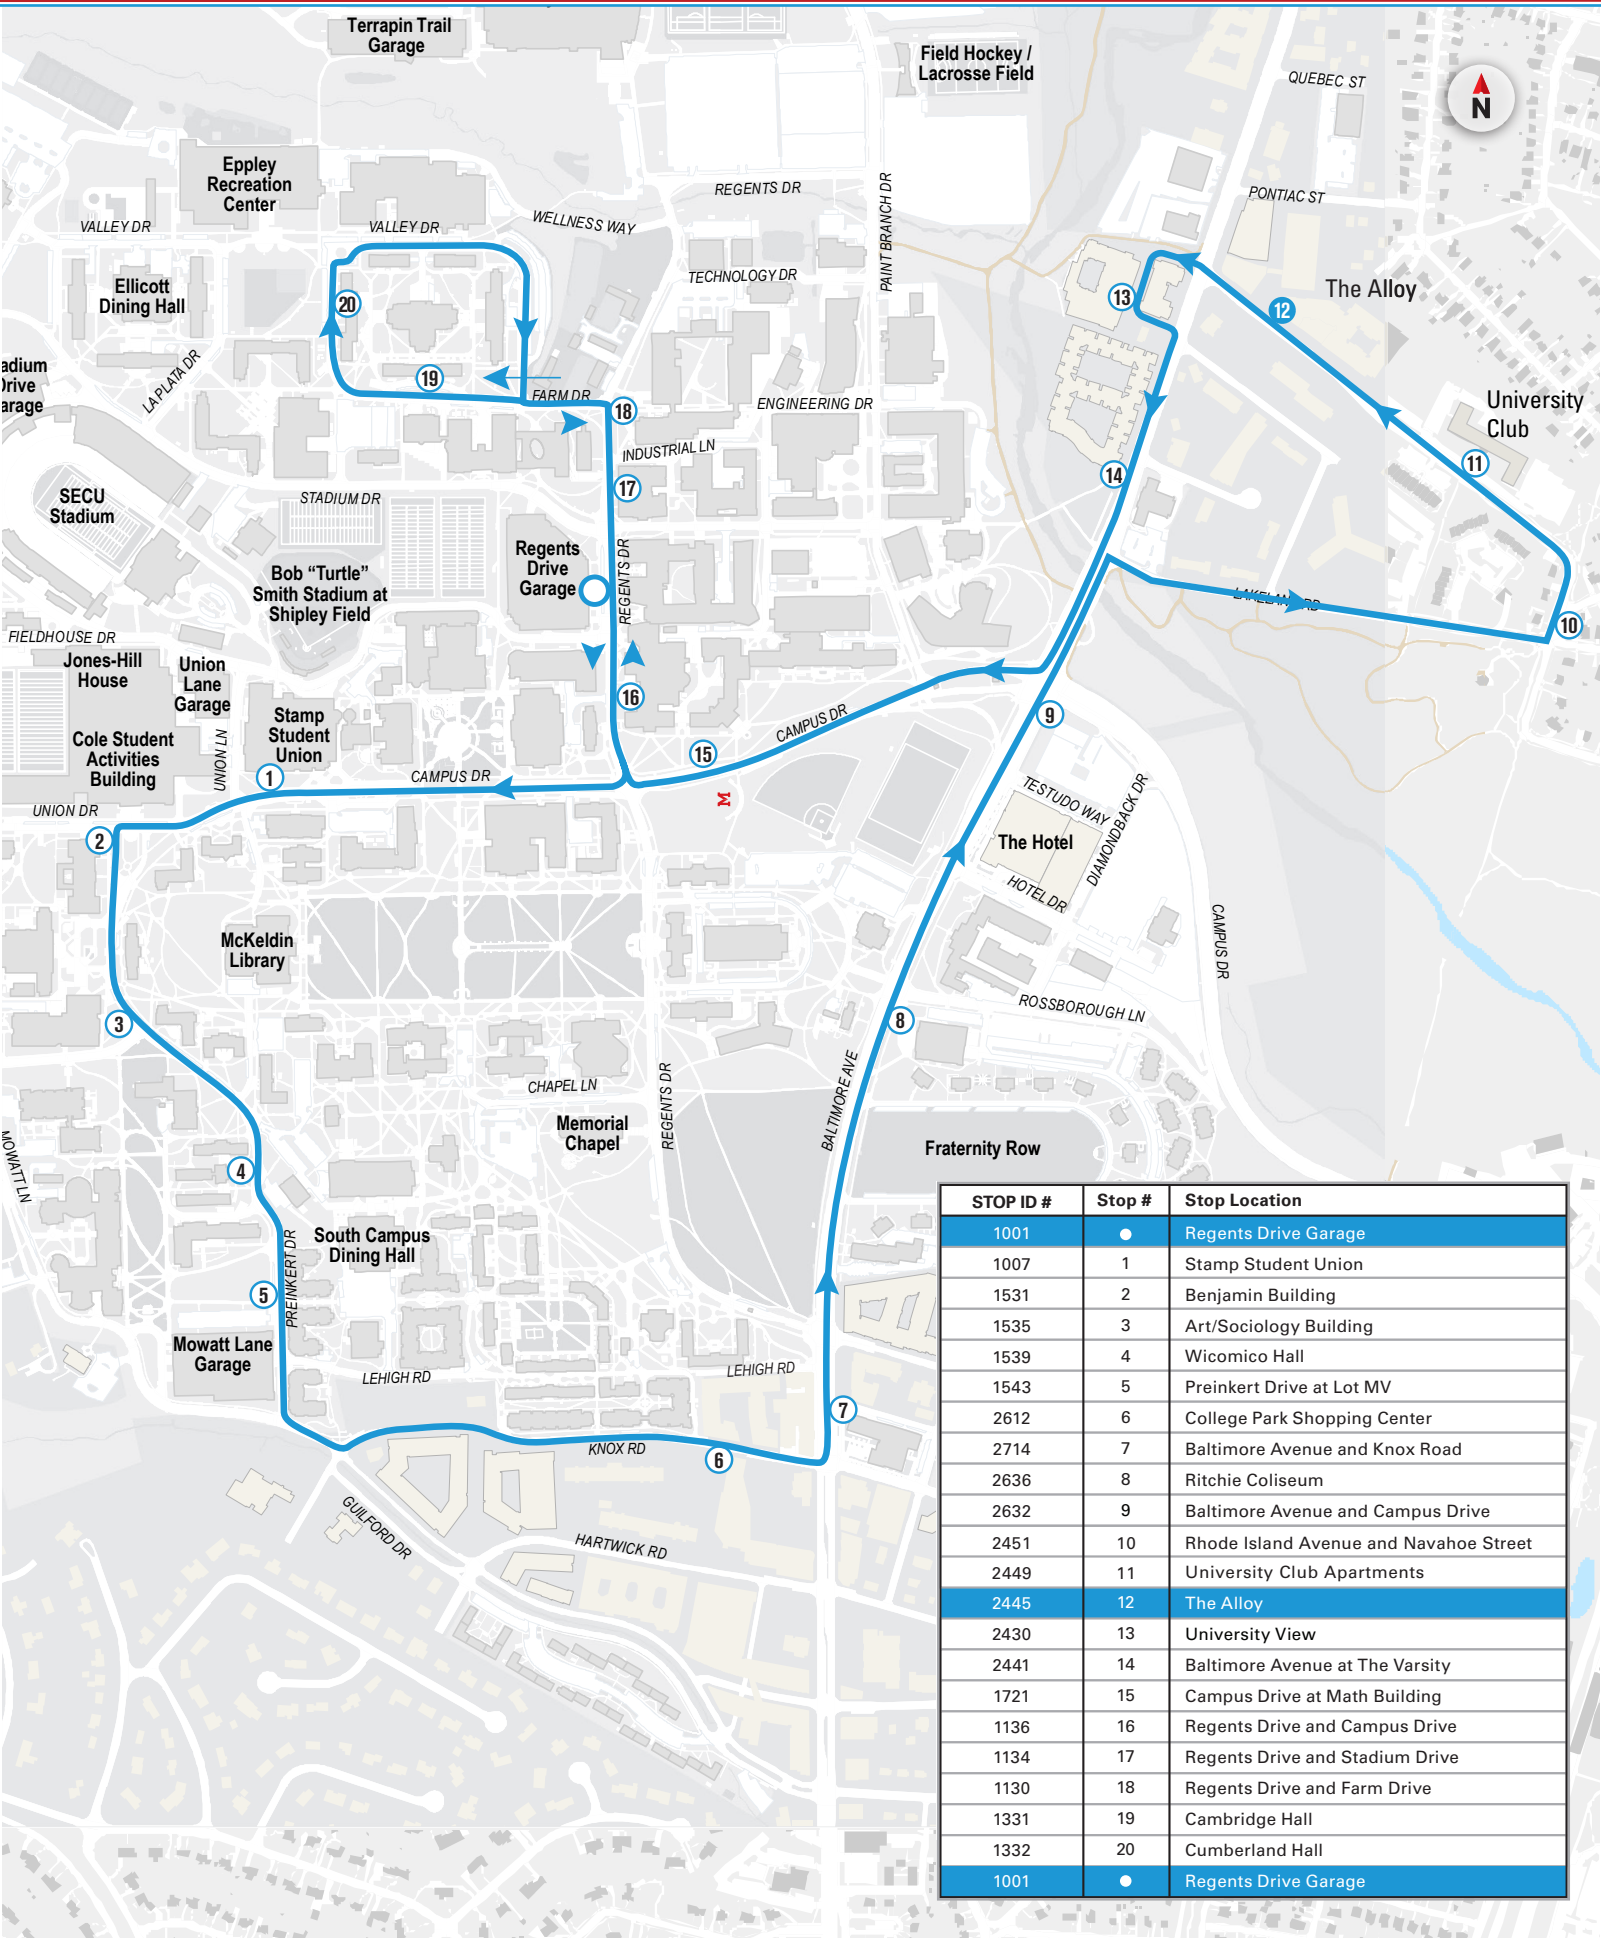 Terrapin Trail
Garage
Field Hockey /
Lacrosse Field
QUEBEC ST
N
Eppley
Recreation
Center
REGENTS DR
PAINT BRANCH DR
PONTIAC ST
VALLEY DR
VALLEY DR
WELLNESS WAY
TECHNOLOGY DR
Ellicott
Dining Hall
The Alloy
20
13
12
LA PLATA DR
19
FARM DR
18
ENGINEERING DR
adium
Drive
arage
University
Club
INDUSTRIAL LN
11
14
17
SECU
Stadium
STADIUM DR
Regents
Drive
Garage
REGENTS DR
Bob “Turtle”
Smith Stadium at
Shipley Field
LAKELAND RD
10
FIELDHOUSE DR
Jones-Hill
House
Union
Lane
Garage
16
9
Stamp
Student
Union
CAMPUS DR
Cole Student
Activities
Building
UNION LN
15
1
CAMPUS DR
M
TESTUDO WAY
DIAMONDBACK DR
UNION DR
2
The Hotel
HOTEL DR
McKeldin
Library
CAMPUS DR
3
8
ROSSBOROUGH LN
CHAPEL LN
REGENTS DR
BALTIMORE AVE
Memorial
Chapel
MOWATT LN
Fraternity Row
4
South Campus
Dining Hall
PREINKERT DR
5
Mowatt Lane
Garage
LEHIGH RD
LEHIGH RD
7
KNOX RD
6
GUILFORD DR
HARTWICK RD
STOP ID # Stop # Stop Location
1001 Regents Drive Garage
1007 1 Stamp Student Union
1531 2 Benjamin Building
1535 3 Art/Sociology Building
1539 4 Wicomico Hall
1543 5 Preinkert Drive at Lot MV
2612 6 College Park Shopping Center
2714 7 Baltimore Avenue and Knox Road
2636 8 Ritchie Coliseum
2632 9 Baltimore Avenue and Campus Drive
2451 10 Rhode Island Avenue and Navahoe Street
2449 11 University Club Apartments
2445 12 The Alloy
2430 13 University View
2441 14 Baltimore Avenue at The Varsity
1721 15 Campus Drive at Math Building
1136 16 Regents Drive and Campus Drive
1134 17 Regents Drive and Stadium Drive
1130 18 Regents Drive and Farm Drive
1331 19 Cambridge Hall
1332 20 Cumberland Hall
1001 Regents Drive Garage